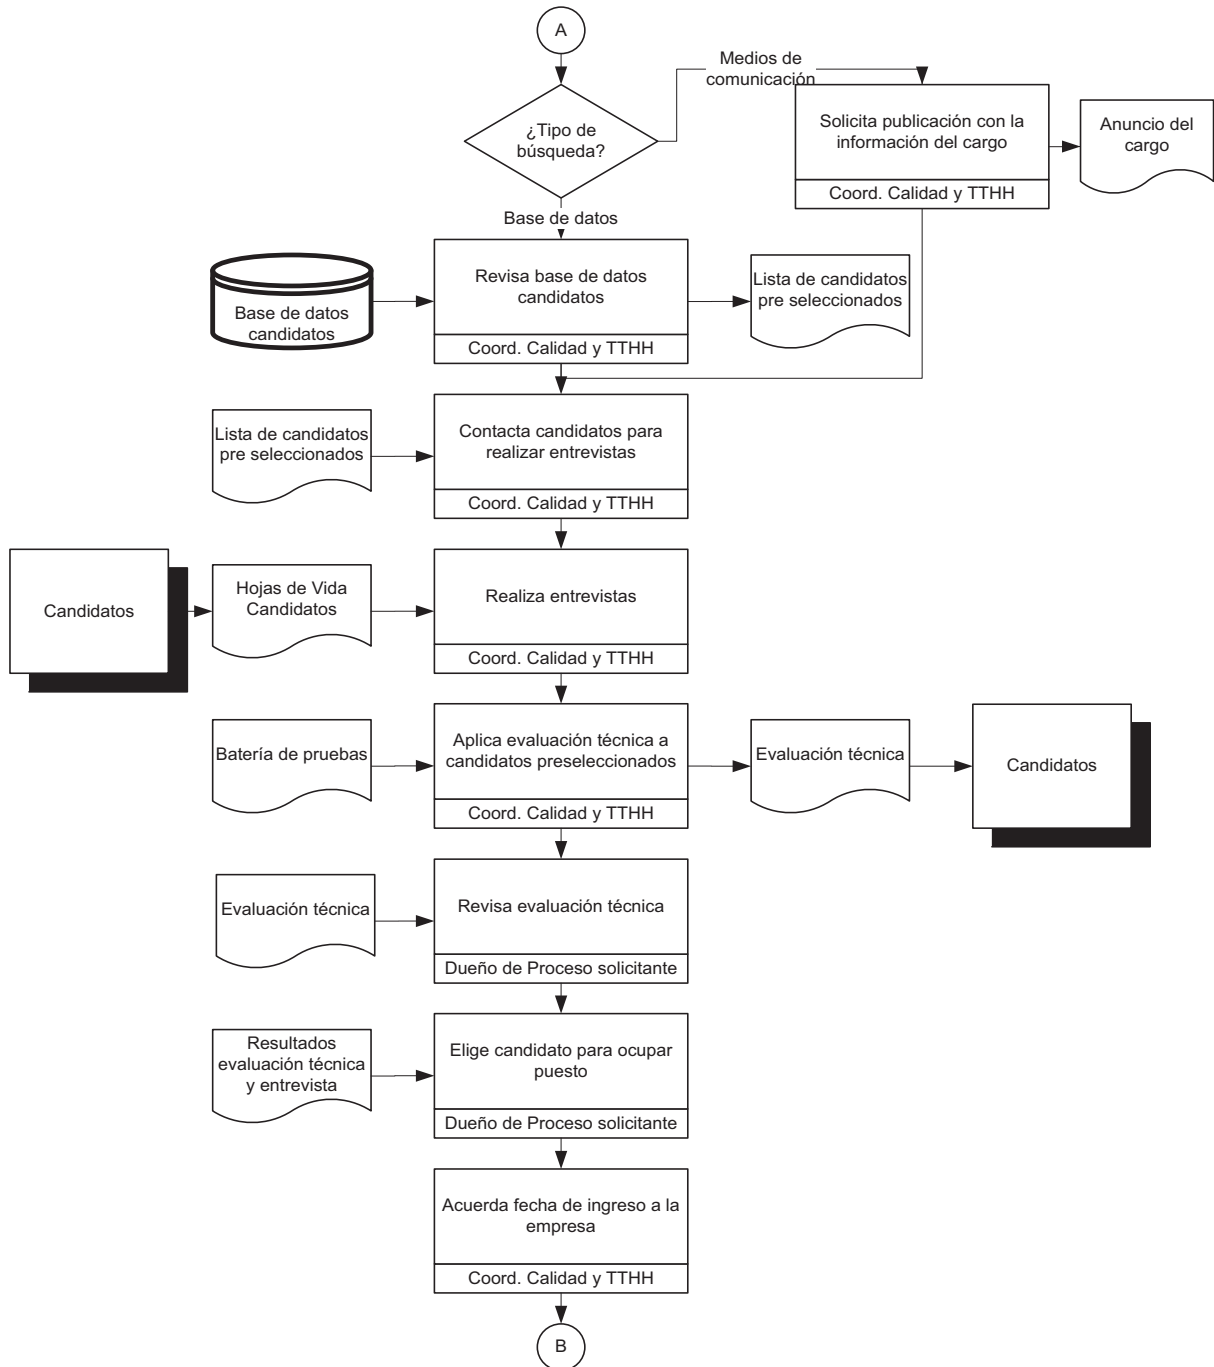 A
Medios de
comunicación
¿Tipo de
búsqueda?
Solicita publicación con la
información del cargo
Coord. Calidad y TTHH
Anuncio del
cargo
Base de datos
Base de datos
candidatos
Revisa base de datos
candidatos
Coord. Calidad y TTHH
Lista de candidatos
pre seleccionados
Lista de candidatos
pre seleccionados
Contacta candidatos para
realizar entrevistas
Coord. Calidad y TTHH
Candidatos
Hojas de Vida
Candidatos
Realiza entrevistas
Coord. Calidad y TTHH
Batería de pruebas
Aplica evaluación técnica a
candidatos preseleccionados
Coord. Calidad y TTHH
Evaluación técnica
Candidatos
Evaluación técnica
Revisa evaluación técnica
Dueño de Proceso solicitante
Resultados
evaluación técnica
y entrevista
Elige candidato para ocupar
puesto
Dueño de Proceso solicitante
Acuerda fecha de ingreso a la
empresa
Coord. Calidad y TTHH
B